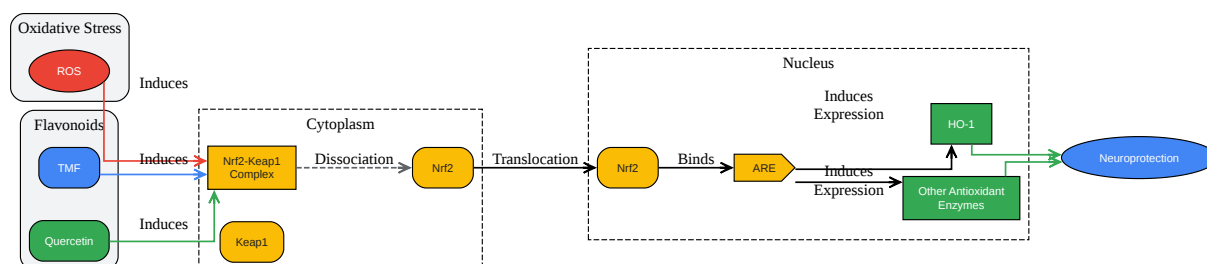 Oxidative Stress
ROS
Induces
Flavonoids
TMF
Induces
Quercetin
Induces
Cytoplasm
Nrf2-Keap1
Complex
Dissociation
Nrf2
Keap1
Translocation
Nucleus
Nrf2
Binds
ARE
Induces
Expression
HO-1
Induces
Expression
Other Antioxidant
Enzymes
Neuroprotection